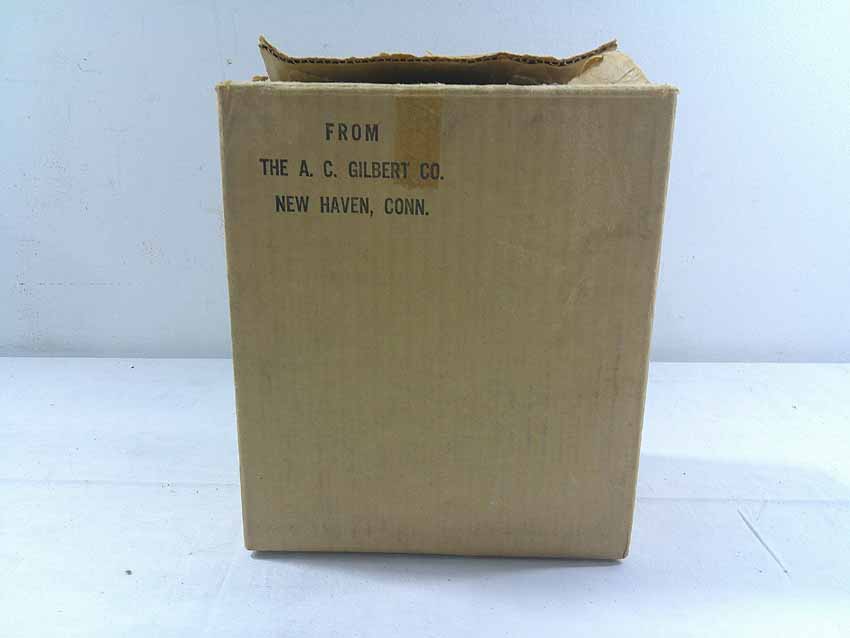 FROM
THE A. C. GILBERT CO.
NEW HAVEN, CONN.